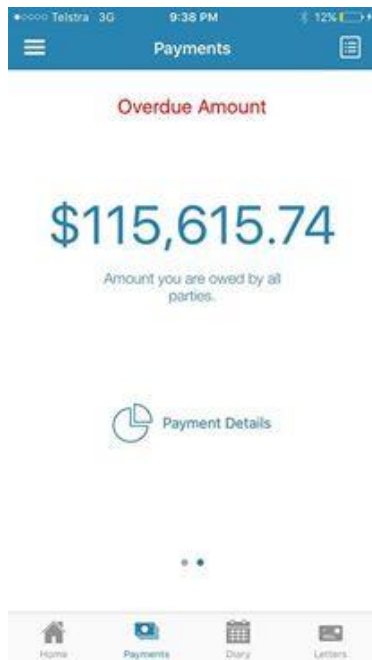 Telstra 3G 9:38 PM 12%
Payments
Overdue Amount
$115,615.74
Amount you are owed by all
parties.
Payment Details
Home Payments Diary Letters